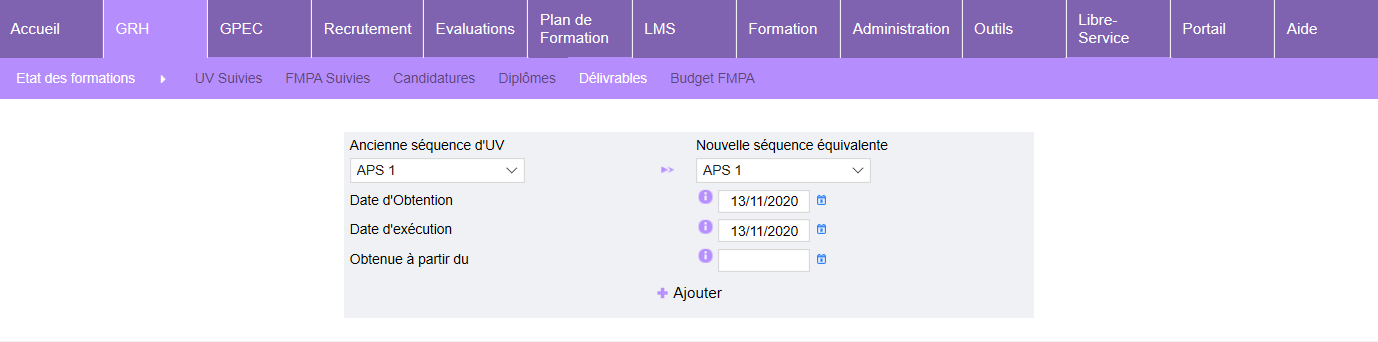 Accueil
GRH
GPEC
Recrutement
Evaluations
Plan de
Formation
LMS
Formation
Administration
Outils
Libre-
Service
Portail
Aide
Etat des formations
UV Suivies
FMPA Suivies
Candidatures
Diplômes
Délivrables
Budget FMPA
Ancienne séquence d'UV
Nouvelle séquence équivalente
APS 1
APS 1
Date d'Obtention
13/11/2020
Date d'exécution
13/11/2020
Obtenue à partir du
Ajouter